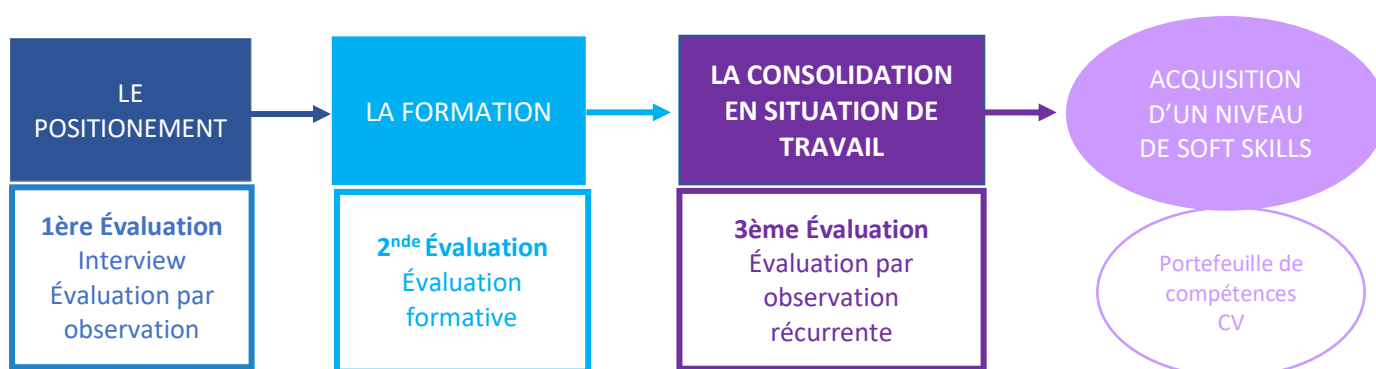 LE
POSITIONEMENT
1ère Évaluation
Interview
Évaluation par
observation
LA FORMATION
2nde Évaluation
Évaluation
formative
LA CONSOLIDATION
EN SITUATION DE
TRAVAIL
3ème Évaluation
Évaluation par
observation
récurrente
ACQUISITION
D’UN NIVEAU
DE SOFT SKILLS
Portefeuille de
compétences
CV